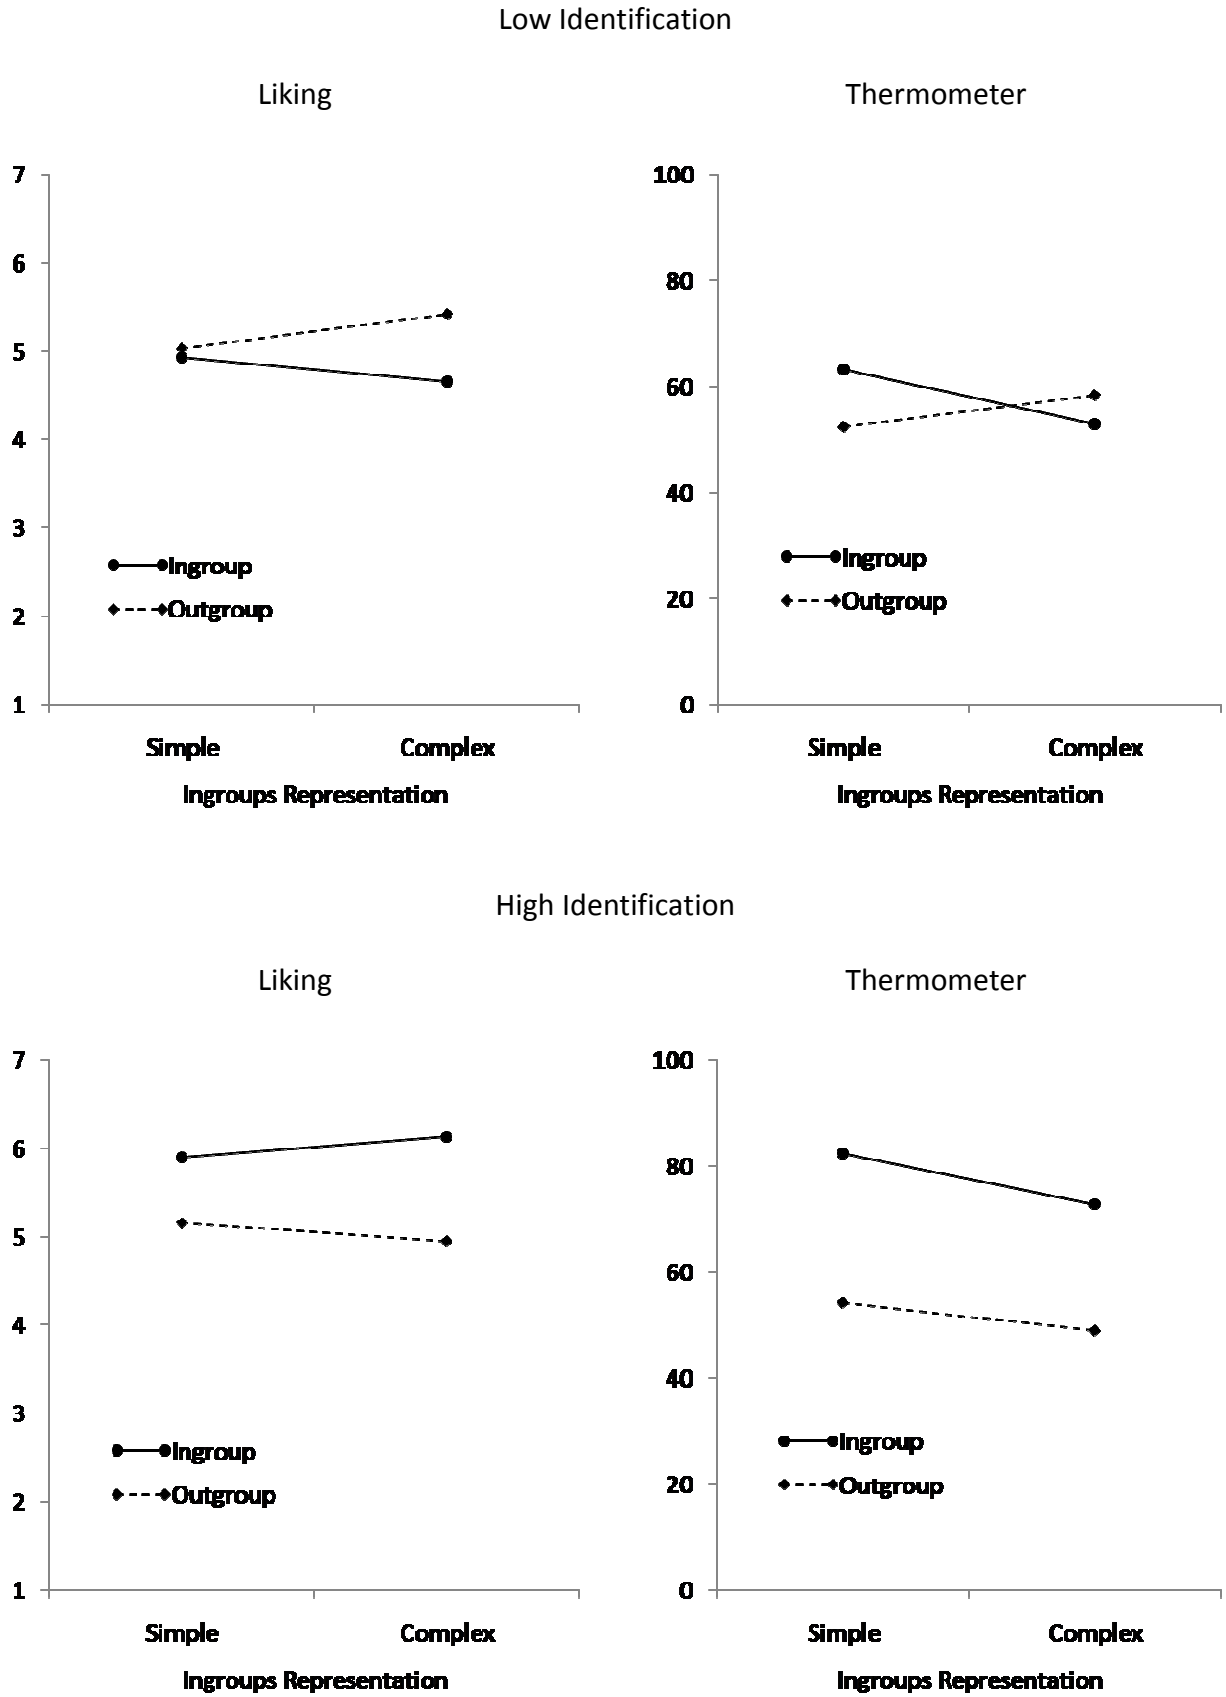 Low Identification
Liking
Thermometer
7
6
5
4
3
2
1
Ingroup
Outgroup
Simple
Complex
Ingroups Representation
100
80
60
40
20
0
Ingroup
Outgroup
Simple
Complex
Ingroups Representation
High Identification
Liking
Thermometer
7
6
5
4
3
2
1
Ingroup
Outgroup
Simple
Complex
Ingroups Representation
100
80
60
40
20
0
Ingroup
Outgroup
Simple
Complex
Ingroups Representation